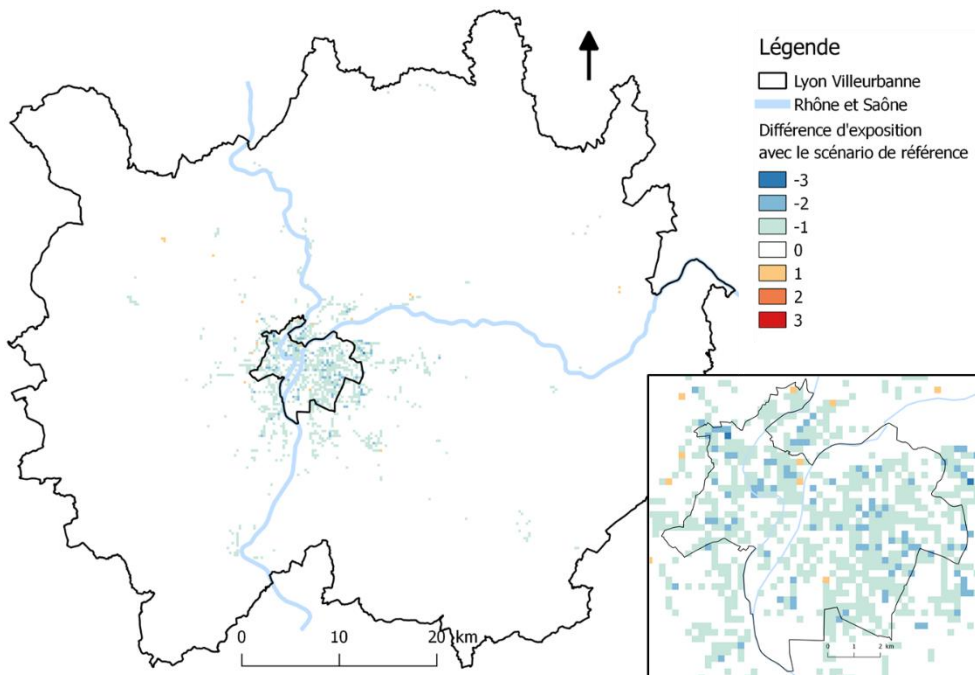 Légende
Lyon Villeurbanne
Rhône et Saône
Différence d'exposition
avec le scénario de référence
-3
-2
-1
0
1
2
3
0 10 20 km
0 1 2 km